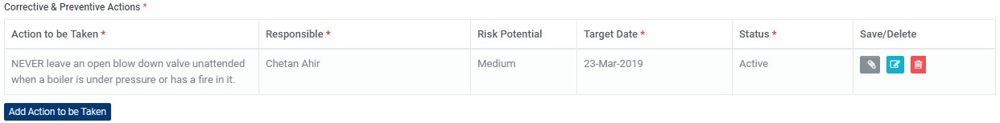 Corrective & Preventive Actions *
Action to be Taken * Responsible * Risk Potential Target Date * Status * Save/Delete
NEVER leave an open blow down valve unattended Chetan Ahir Medium 23-Mar-2019 Active
when a boiler is under pressure or has a fire in it.
Add Action to be Taken